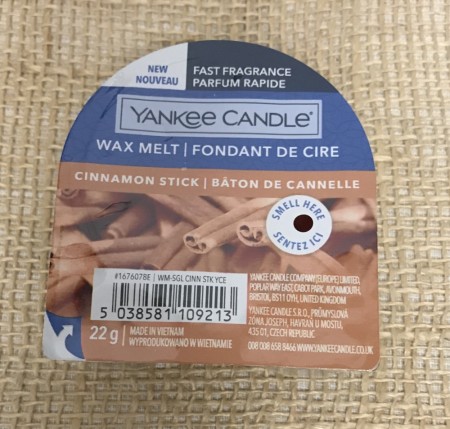 NEW
NOUVEAU
FAST FRAGRANCE
PARFUM RAPIDE
YANKEE CANDLE®
WAX MELT | FONDANT DE CIRE
CINNAMON STICK | BÂTON DE CANNELLE
SMELL HERE
SENTEZ ICI
#1676078E | WM-SGL CINN STK YCE
5 038581 109213
22g | MADE IN VIETNAM
WYPRODUKOWANO W WIETNAMIE
YANKEE CANDLE COMPANY (EUROPE) LIMITED,
POPLAR WAY EAST, CABOT PARK, AVONMOUTH,
BRISTOL, BS11 0YH, UNITED KINGDOM
YANKEE CANDLE S.R.O., PRŮMYSLOVÁ
ZÓNA JOSEPH, HAVRAŇ U MOSTU,
435 01, CZECH REPUBLIC
008 008 658 8466 WWW.YANKEECANDLE.CO.UK